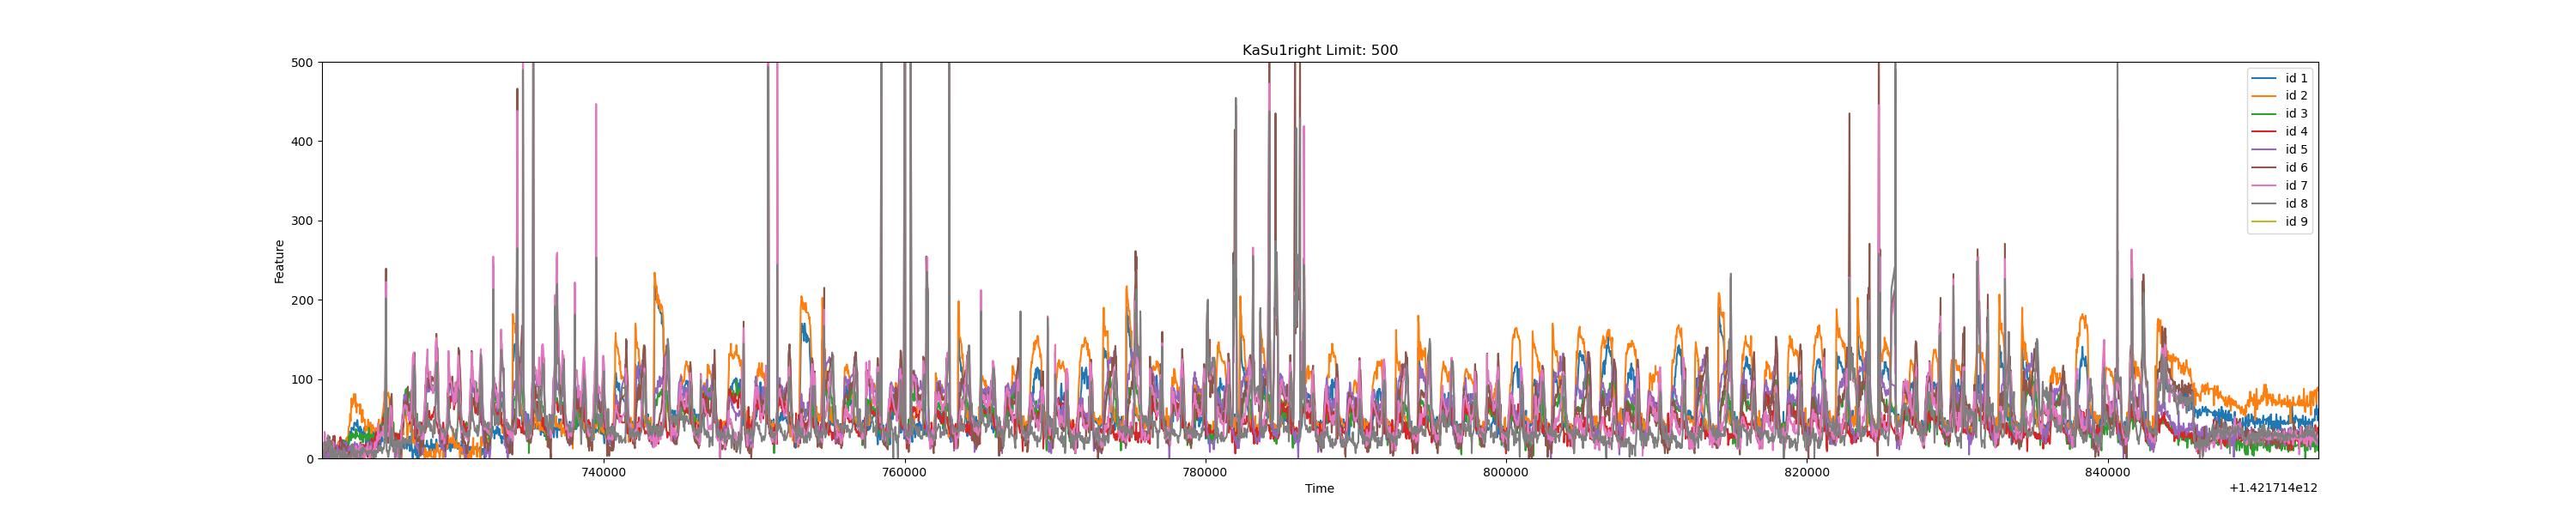 KaSu1right Limit: 500
500
400
300
200
100
0
Feature
id 1
id 2
id 3
id 4
id 5
id 6
id 7
id 8
id 9
740000
760000
780000
800000
820000
840000
Time
+1.421714e12